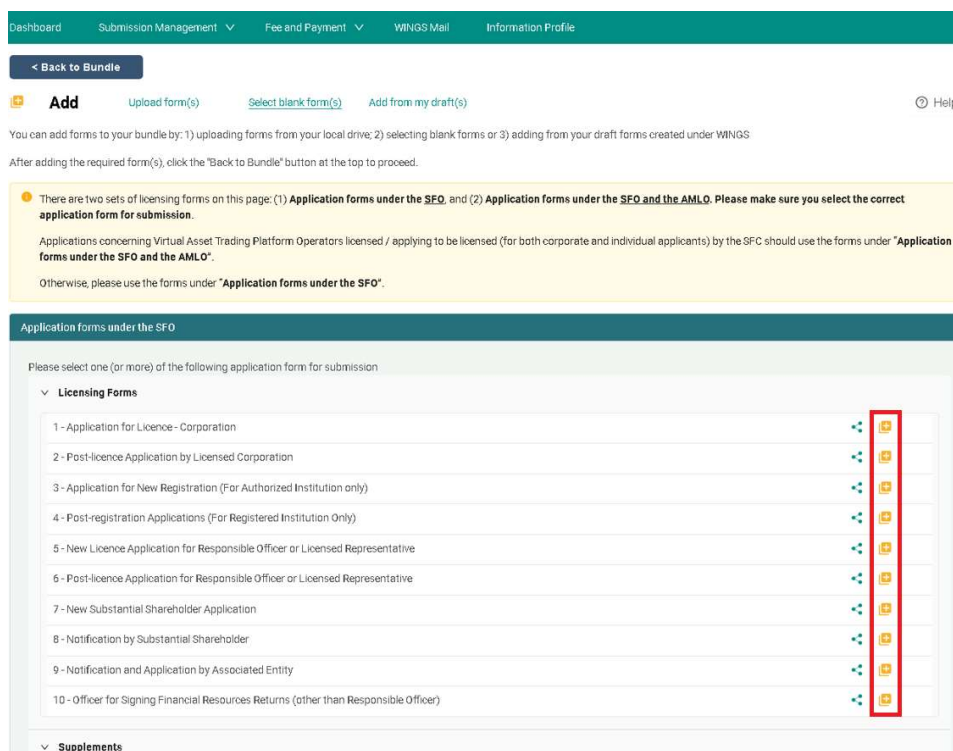 Dashboard Submission Management Fee and Payment WINGS Mail Information Profile
< Back to Bundle
Add Upload form(s) Select blank form(s) Add from my draft(s) Help
You can add forms to your bundle by: 1) uploading forms from your local drive; 2) selecting blank forms or 3) adding from your draft forms created under WINGS
After adding the required form(s), click the "Back to Bundle" button at the top to proceed.
There are two sets of licensing forms on this page: (1) Application forms under the SFO, and (2) Application forms under the SFO and the AMLO. Please make sure you select the correct
application form for submission.
Applications concerning Virtual Asset Trading Platform Operators licensed / applying to be licensed (for both corporate and individual applicants) by the SFC should use the forms under "Application
forms under the SFO and the AMLO".
Otherwise, please use the forms under "Application forms under the SFO".
Application forms under the SFO
Please select one (or more) of the following application form for submission
Licensing Forms
1 - Application for Licence - Corporation
2 - Post-licence Application by Licensed Corporation
3 - Application for New Registration (For Authorized Institution only)
4 - Post-registration Applications (For Registered Institution Only)
5 - New Licence Application for Responsible Officer or Licensed Representative
6 - Post-licence Application for Responsible Officer or Licensed Representative
7 - New Substantial Shareholder Application
8 - Notification by Substantial Shareholder
9 - Notification and Application by Associated Entity
10 - Officer for Signing Financial Resources Returns (other than Responsible Officer)
Supplements